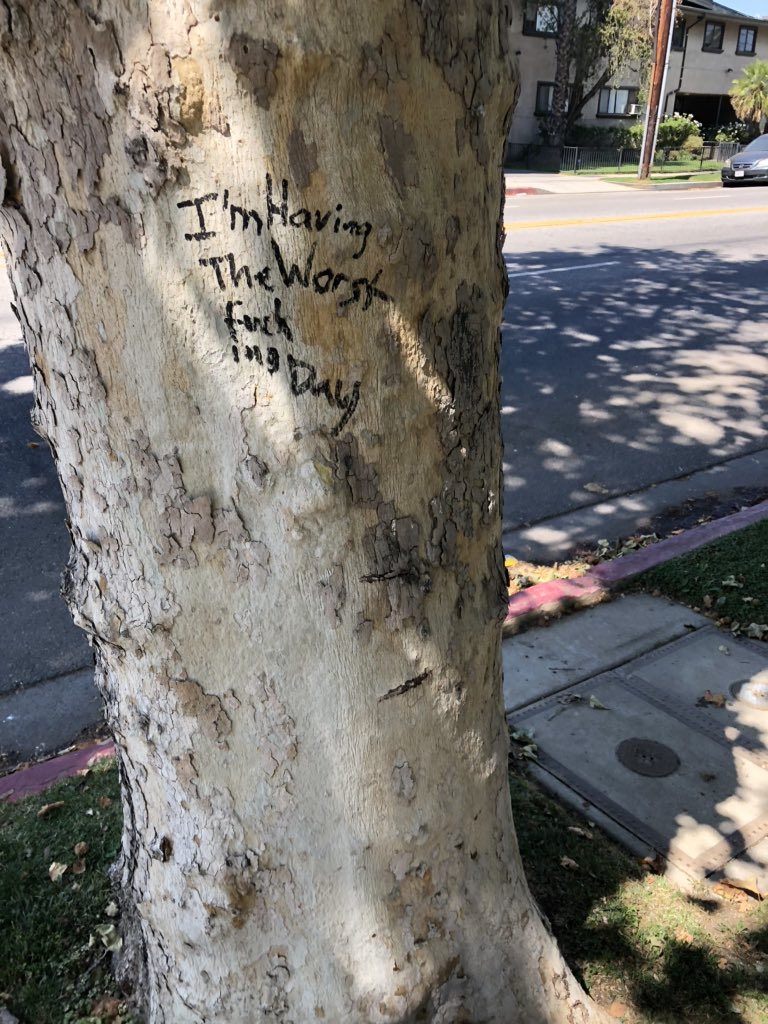 I'm Having
The Worst
fuck
ing Day